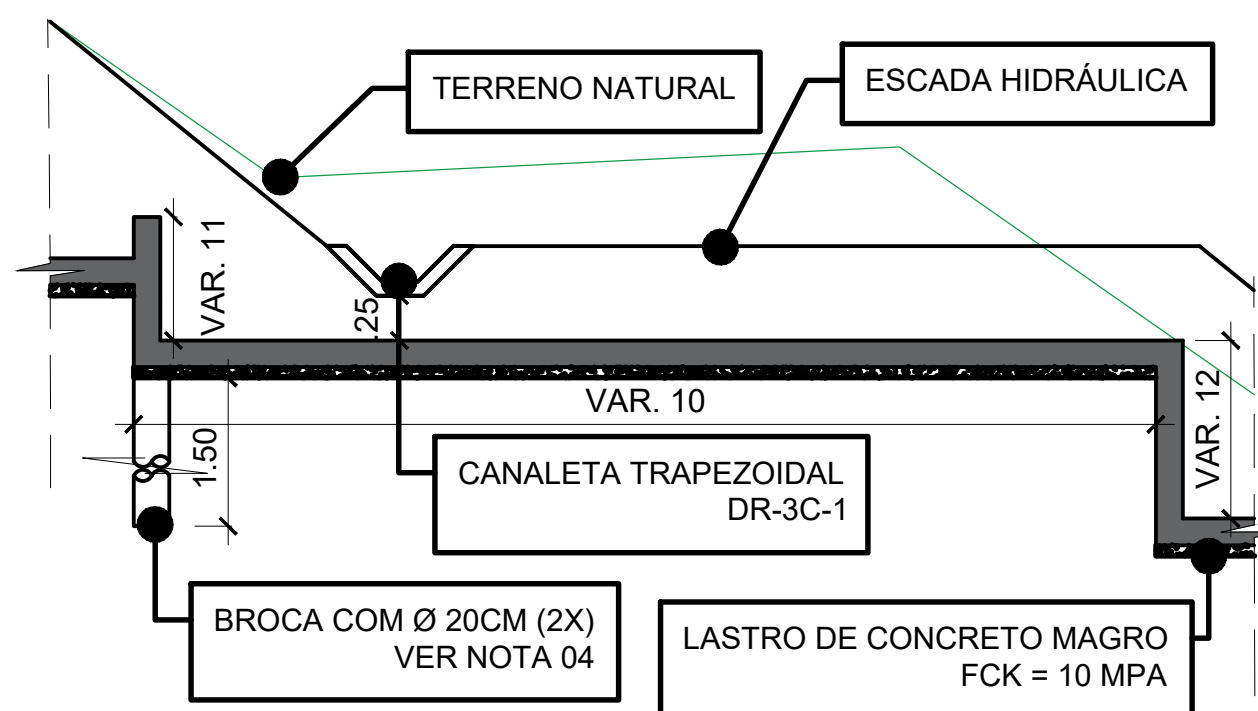 TERRENO NATURAL
ESCADA HIDRÁULICA
VAR. 11
.25
VAR. 10
VAR. 12
1.50
CANALETA TRAPEZOIDAL
DR-3C-1
BROCA COM Ø 20CM (2X)
VER NOTA 04
LASTRO DE CONCRETO MAGRO
FCK = 10 MPA